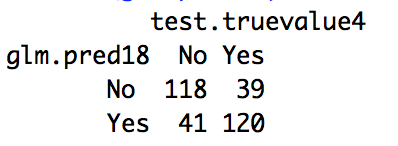 test.truevalue4
glm.pred18 No Yes
No 118 39
Yes 41 120